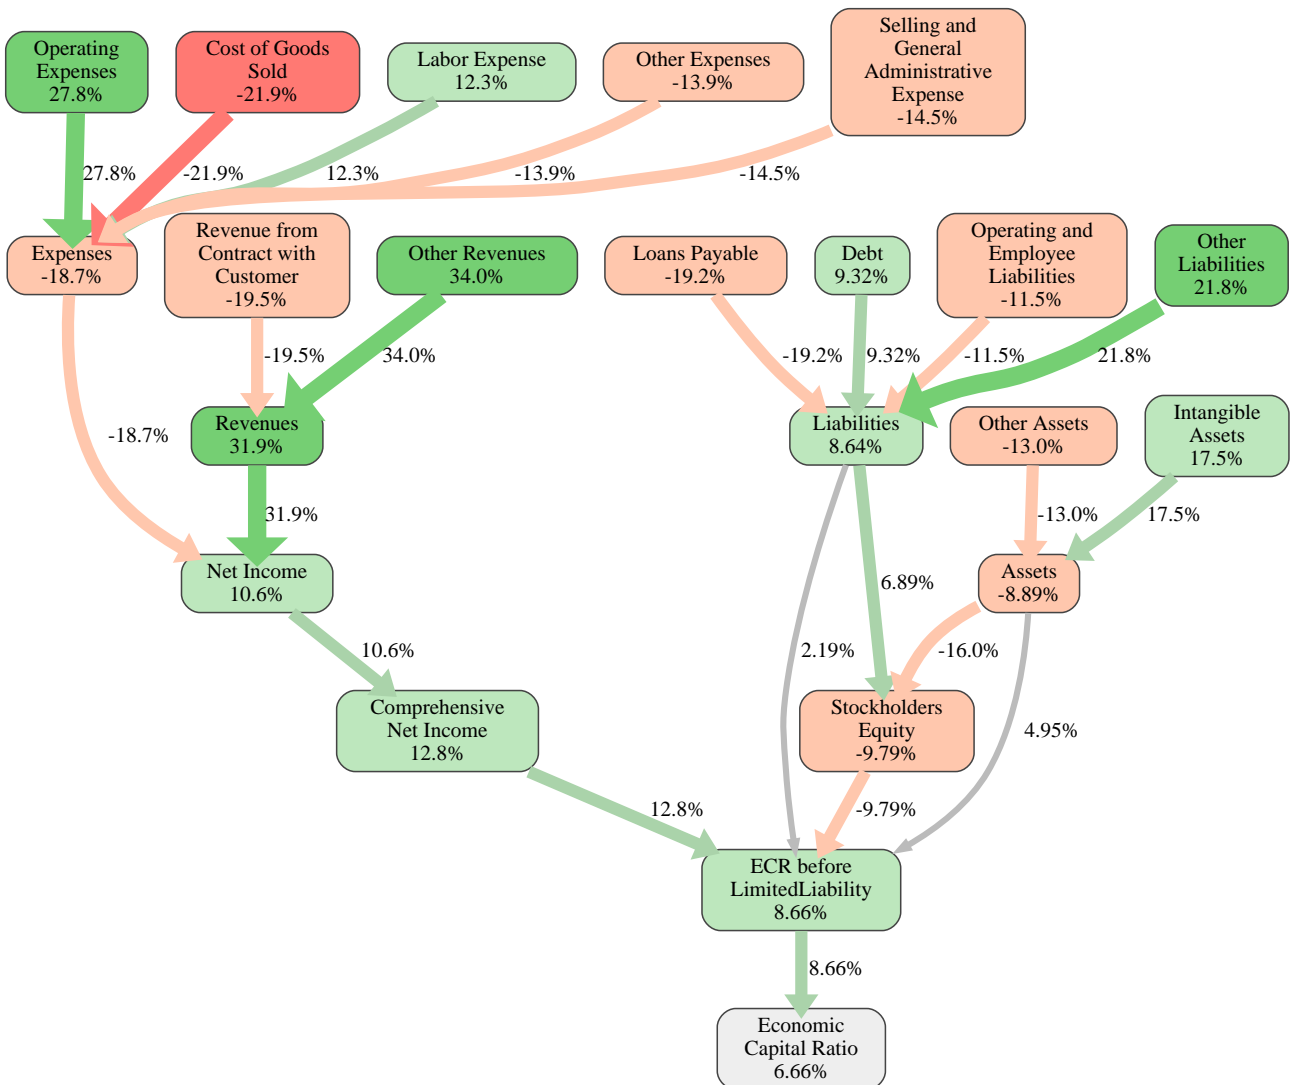 Operating
Expenses
27.8%
Cost of Goods
Sold
-21.9%
Labor Expense
12.3%
Other Expenses
-13.9%
Selling and
General
Administrative
Expense
-14.5%
27.8%
-21.9%
12.3%
-13.9%
-14.5%
Expenses
-18.7%
Revenue from
Contract with
Customer
-19.5%
Other Revenues
34.0%
Loans Payable
-19.2%
Debt
9.32%
Operating and
Employee
Liabilities
-11.5%
Other
Liabilities
21.8%
-19.5%
34.0%
-19.2%
9.32%
-11.5%
21.8%
-18.7%
Revenues
31.9%
Liabilities
8.64%
Other Assets
-13.0%
Intangible
Assets
17.5%
31.9%
-13.0%
17.5%
Net Income
10.6%
6.89%
Assets
-8.89%
10.6%
2.19%
-16.0%
Comprehensive
Net Income
12.8%
Stockholders
Equity
-9.79%
4.95%
12.8%
-9.79%
ECR before
LimitedLiability
8.66%
8.66%
Economic
Capital Ratio
6.66%